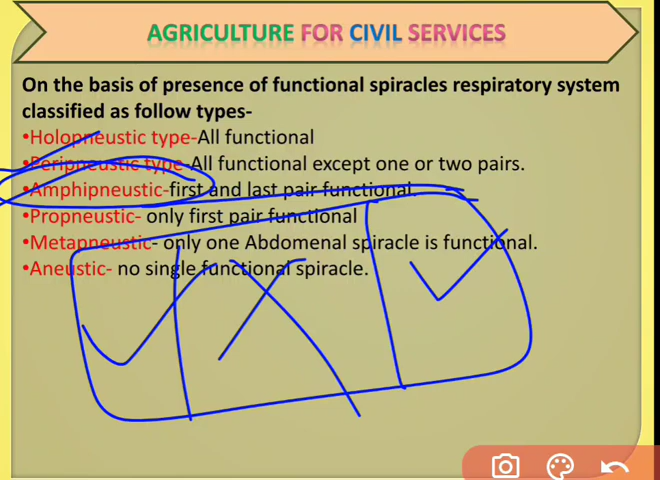 AGRICULTURE FOR CIVIL SERVICES
On the basis of presence of functional spiracles respiratory system
classified as follow types-
•Holopneustic type-All functional
•Peripneustic type-All functional except one or two pairs.
•Amphipneustic-first and last pair functional.
•Propneustic- only first pair functional
•Metapneustic- only one Abdomenal spiracle is functional.
•Aneustic- no single functional spiracle.